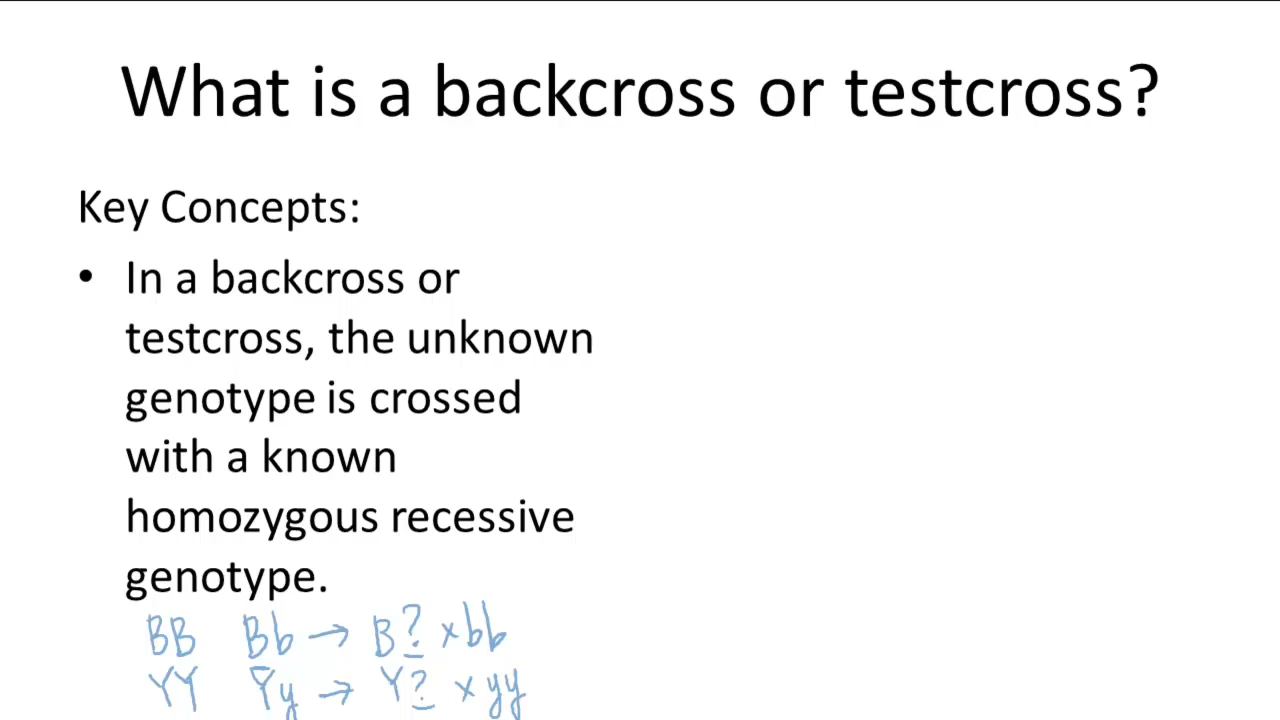 What is a backcross or testcross?
Key Concepts:
• In a backcross or
testcross, the unknown
genotype is crossed
with a known
homozygous recessive
genotype.
BB Bb → B? x bb
YY Yy → Y? x yy